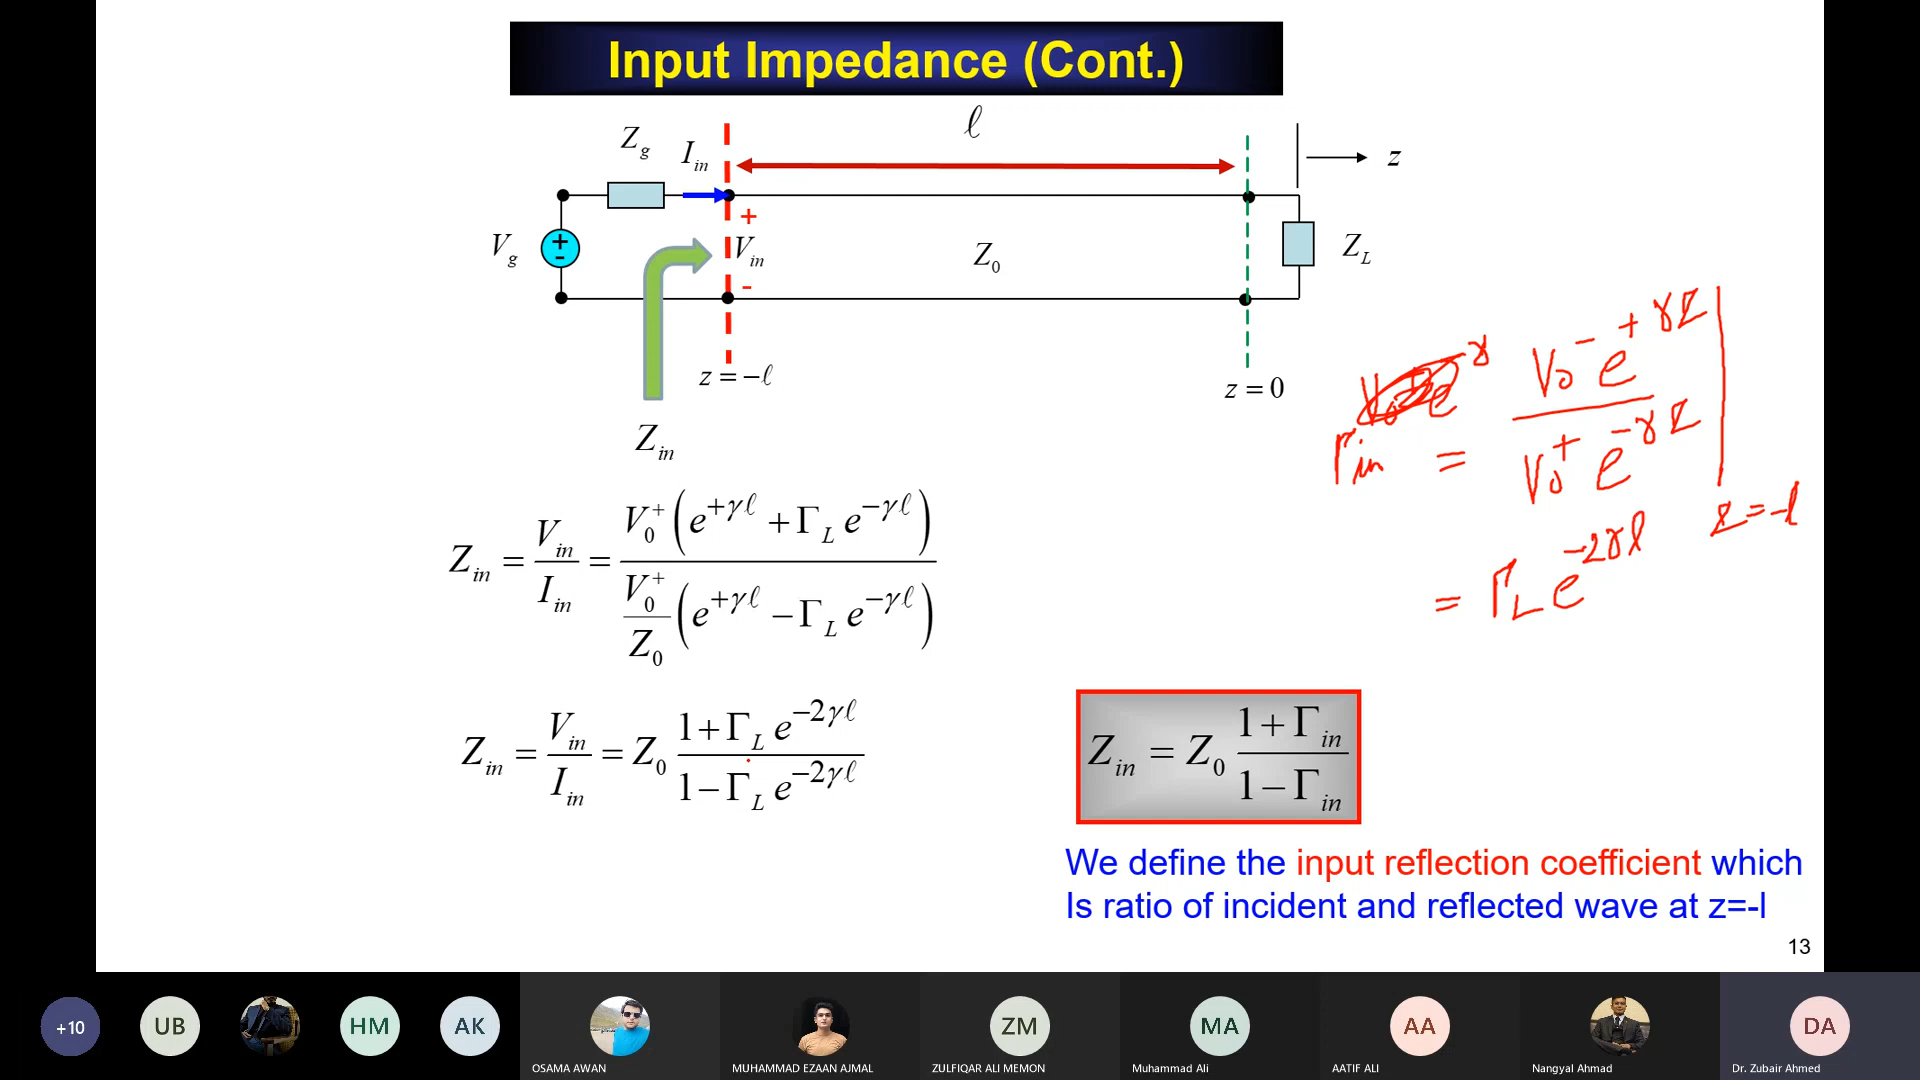 Input Impedance (Cont.)
ℓ
Z_g
I_in
z
V_g
+
-
+
V_in
-
Z_0
Z_L
z = −ℓ
z = 0
Z_in
Γ_in = V_0^- e^{+γz} / V_0^+ e^{-γz} |
z = -l
= Γ_L e^{-2γl}
Z_in = V_in / I_in = V_0^+ (e^{+γℓ} + Γ_L e^{−γℓ}) / (V_0^+ / Z_0) (e^{+γℓ} − Γ_L e^{−γℓ})
Z_in = V_in / I_in = Z_0 (1 + Γ_L e^{−2γℓ}) / (1 − Γ_L e^{−2γℓ})
Z_in = Z_0 (1 + Γ_in) / (1 − Γ_in)
We define the input reflection coefficient which
Is ratio of incident and reflected wave at z=-l
13
+10
UB
HM
AK
ZM
MA
AA
DA
OSAMA AWAN
MUHAMMAD EZAAN AJMAL
ZULFIQAR ALI MEMON
Muhammad Ali
AATIF ALI
Nangyal Ahmad
Dr. Zubair Ahmed